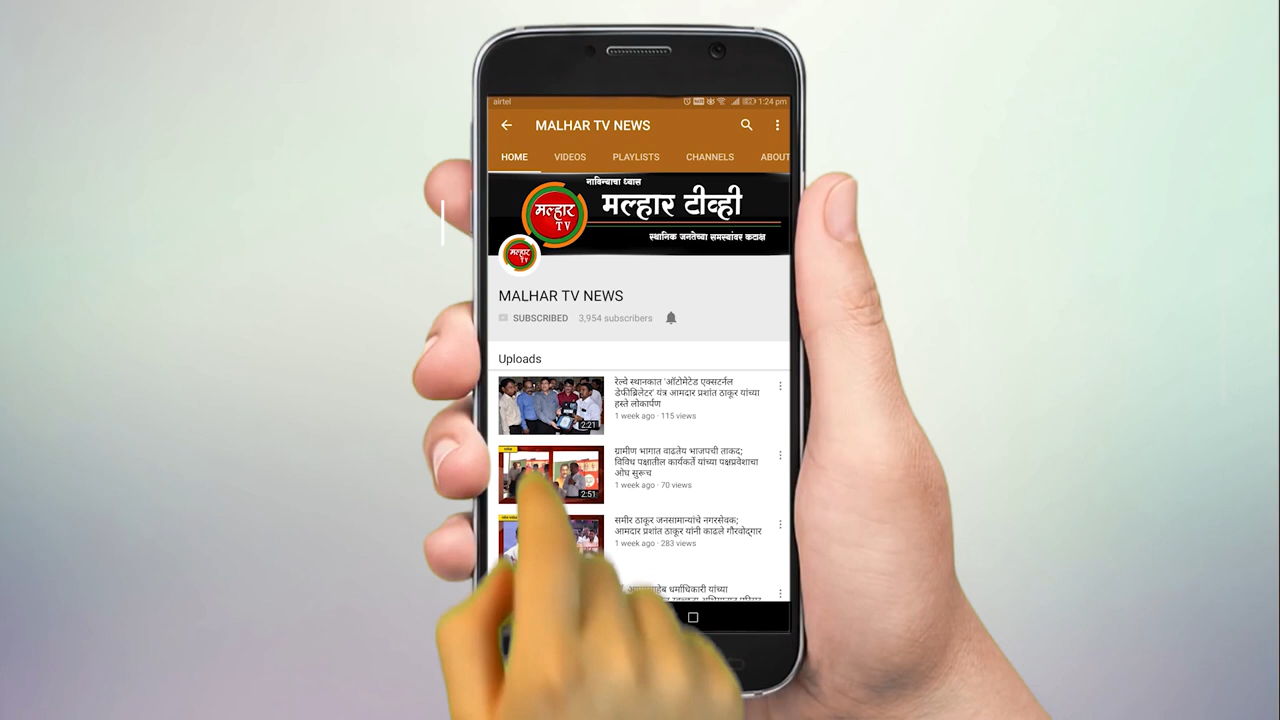 airtel 1:24 pm
MALHAR TV NEWS
HOME VIDEOS PLAYLISTS CHANNELS ABOUT
नाविन्याचा ध्यास
मल्हार टीव्ही
मल्हार
TV
स्थानिक जनतेच्या समस्यांवर कटाक्ष
मल्हार
TV
MALHAR TV NEWS
SUBSCRIBED 3,954 subscribers
Uploads
रेल्वे स्थानकात 'ऑटोमेटेड एक्सटर्नल
डेफीब्रिलेटर' यंत्र आमदार प्रशांत ठाकूर यांच्या
हस्ते लोकार्पण
1 week ago · 115 views
2:21
ग्रामीण भागात वाढतेय भाजपची ताकद;
विविध पक्षातील कार्यकर्ते यांच्या पक्षप्रवेशाचा
ओघ सुरूच
1 week ago · 70 views
2:51
समीर ठाकूर जनसामान्यांचे नगरसेवक;
आमदार प्रशांत ठाकूर यांनी काढले गौरवोद्गार
1 week ago · 283 views
धर्माधिकारी यांच्या